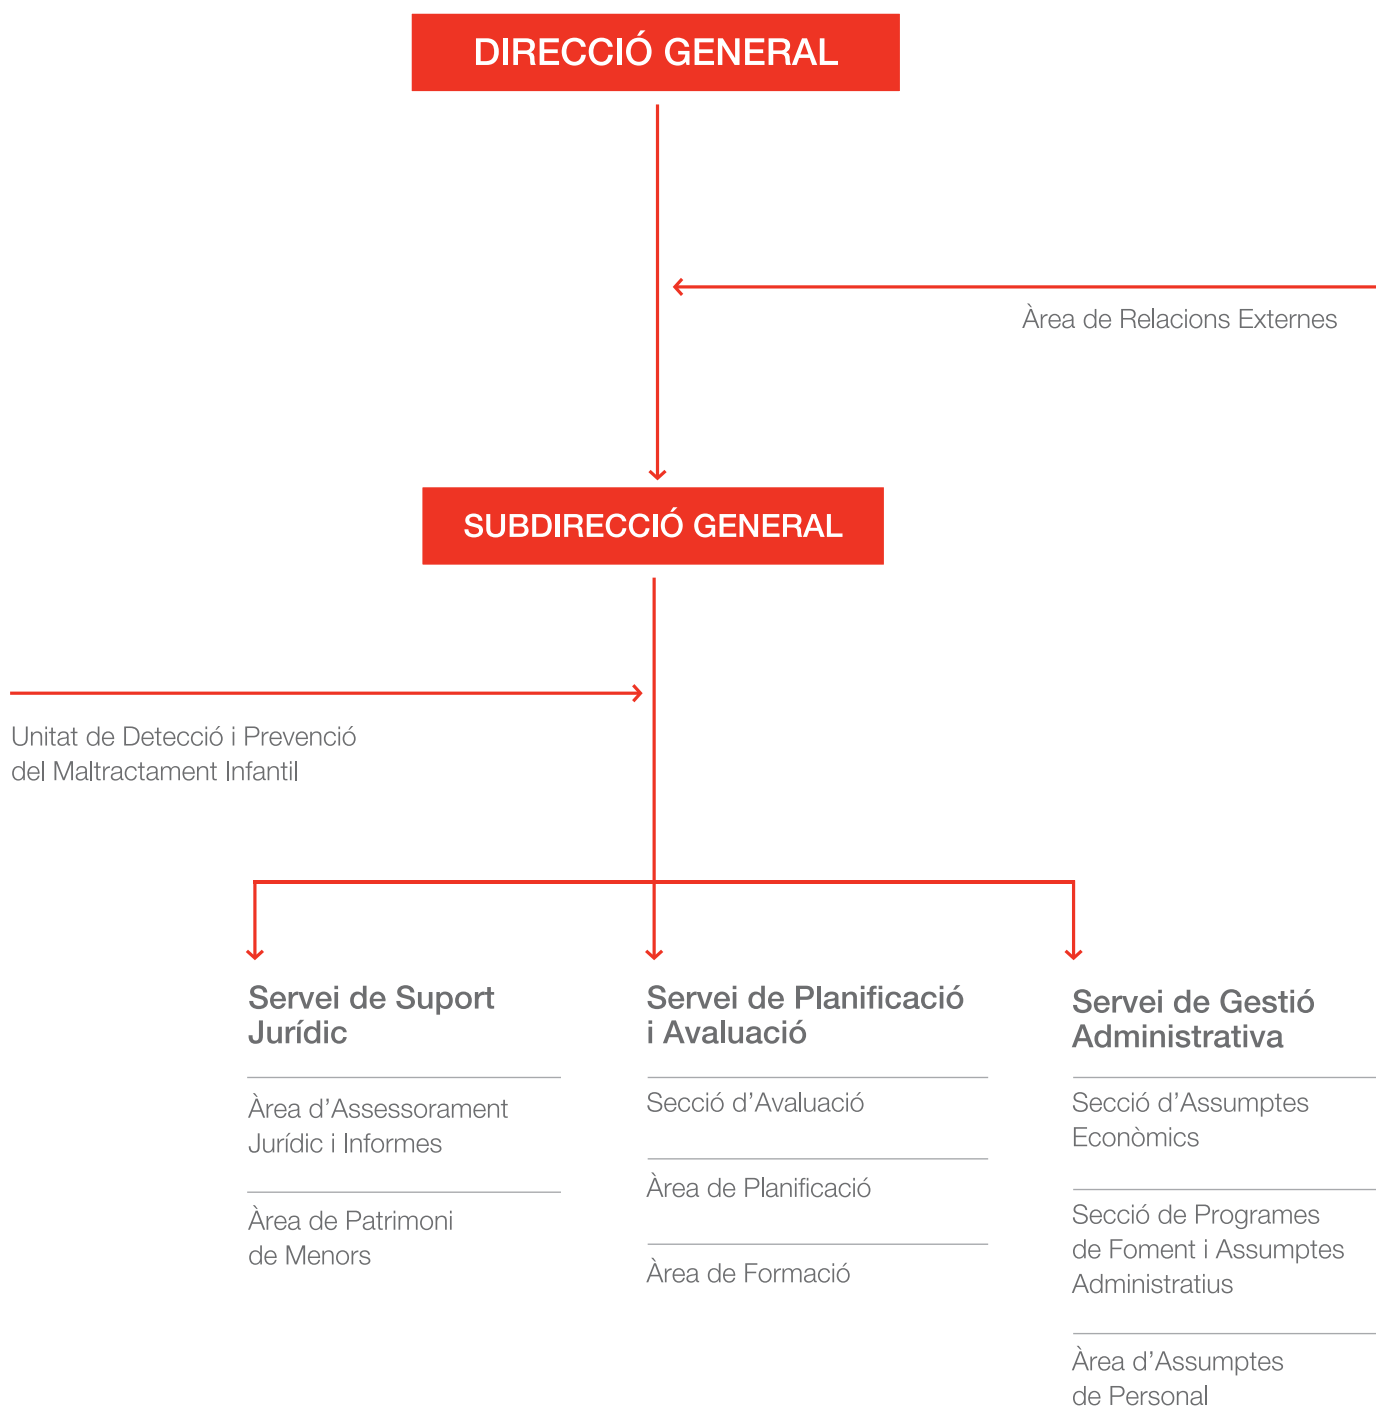 DIRECCIÓ GENERAL
Àrea de Relacions Externes
SUBDIRECCIÓ GENERAL
Unitat de Detecció i Prevenció
del Maltractament Infantil
Servei de Suport
Jurídic
Àrea d’Assessorament
Jurídic i Informes
Àrea de Patrimoni
de Menors
Servei de Planificació
i Avaluació
Secció d’Avaluació
Àrea de Planificació
Àrea de Formació
Servei de Gestió
Administrativa
Secció d’Assumptes
Econòmics
Secció de Programes
de Foment i Assumptes
Administratius
Àrea d’Assumptes
de Personal